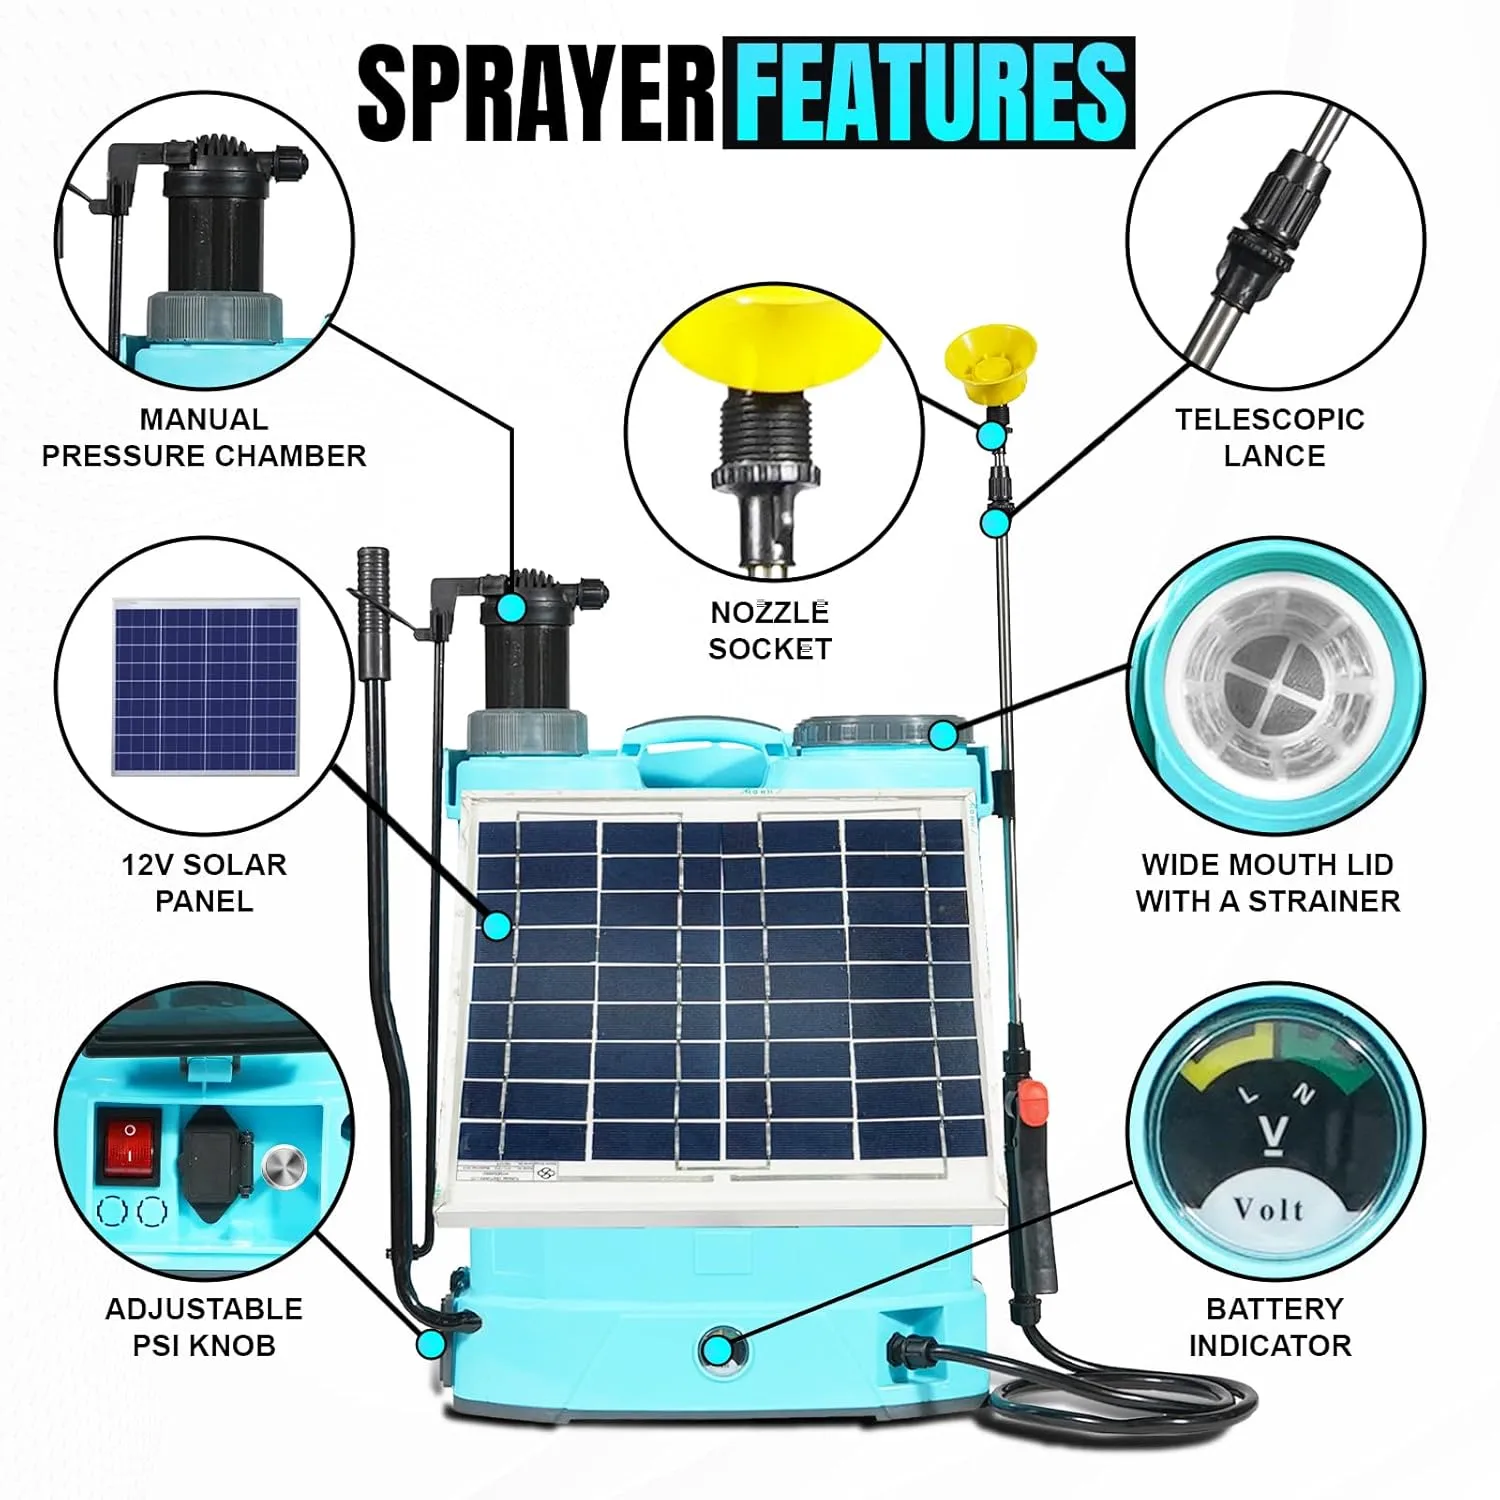 SPRAYER FEATURES
MANUAL
PRESSURE CHAMBER
NOZZLE
SOCKET
TELESCOPIC
LANCE
12V SOLAR
PANEL
WIDE MOUTH LID
WITH A STRAINER
L N
V
Volt
ADJUSTABLE
PSI KNOB
BATTERY
INDICATOR